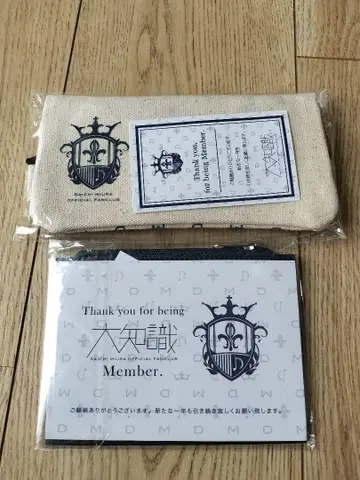 DAICHI MIURA
OFFICIAL FANCLUB
Thank you,
for being Member.
大知識
Thank you for being
大知識
DAICHI MIURA OFFICIAL FANCLUB
Member.
ご継続ありがとうございます。新たな一年も引き続き宜しくお願い致します。